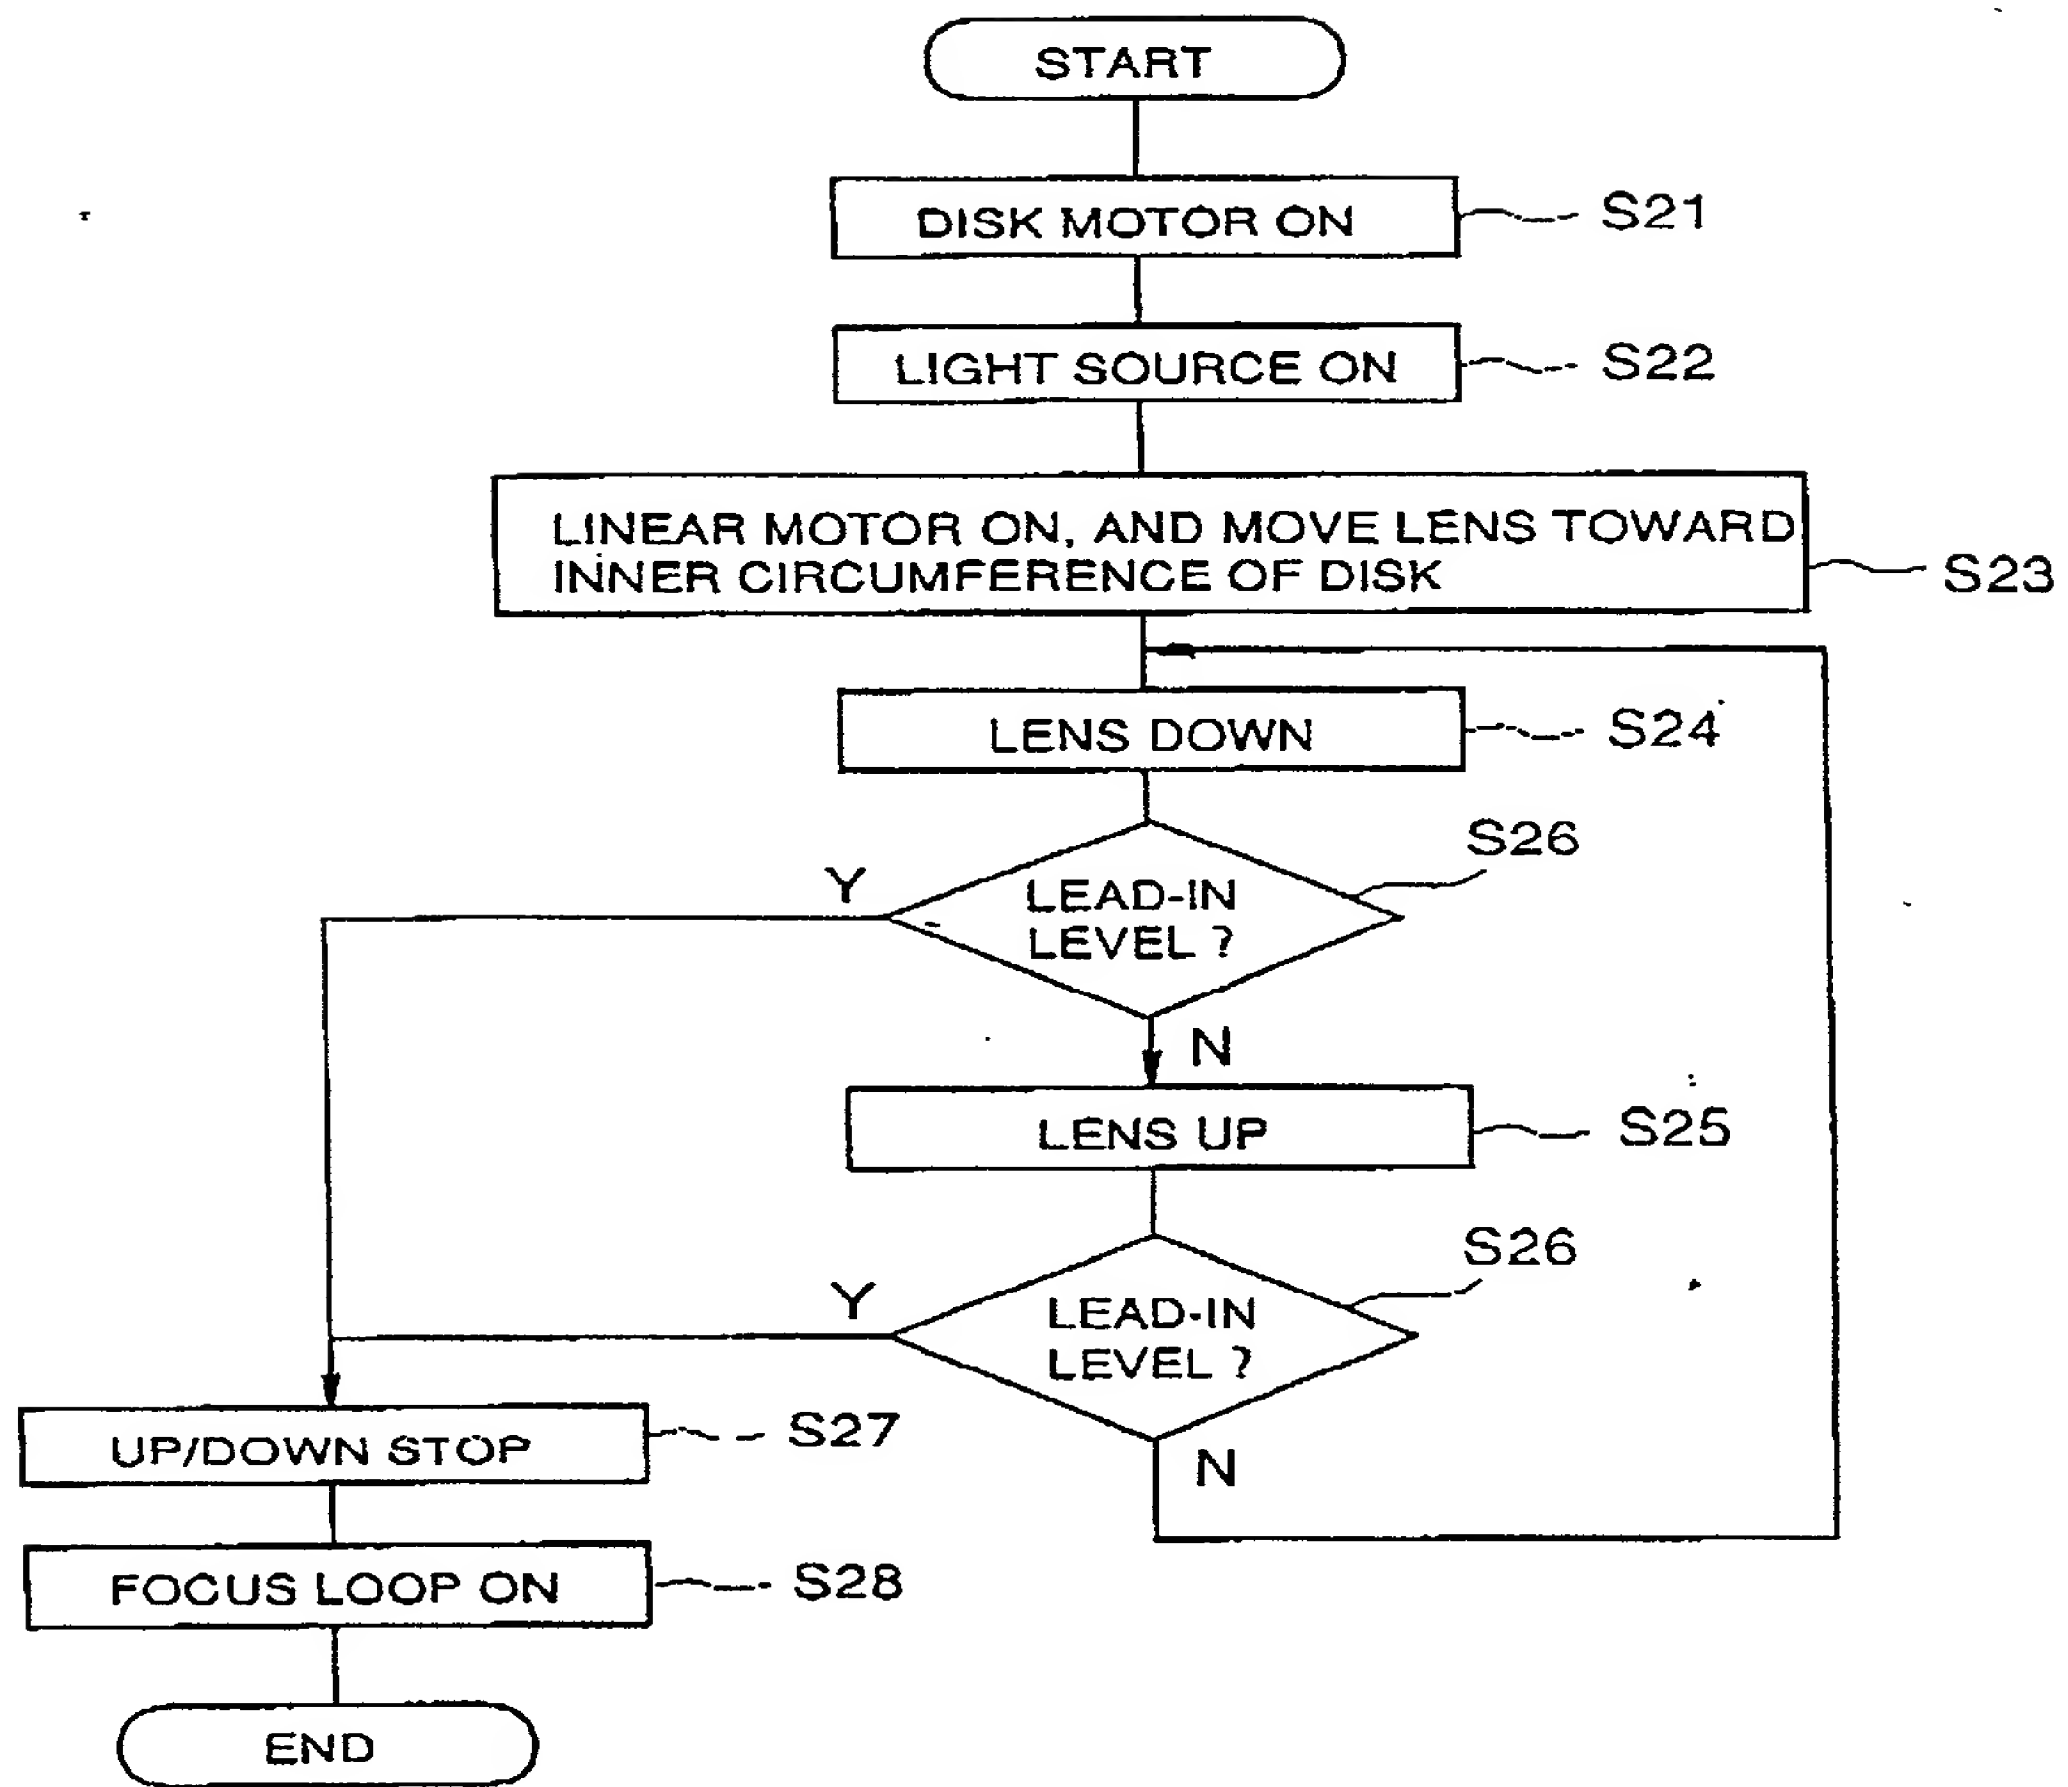 START
DISK MOTOR ON
S21
LIGHT SOURCE ON
S22
LINEAR MOTOR ON, AND MOVE LENS TOWARD
INNER CIRCUMFERENCE OF DISK
S23
LENS DOWN
S24
S26
Y
LEAD-IN
LEVEL ?
N
LENS UP
S25
S26
Y
LEAD-IN
LEVEL ?
N
UP/DOWN STOP
S27
FOCUS LOOP ON
S28
END